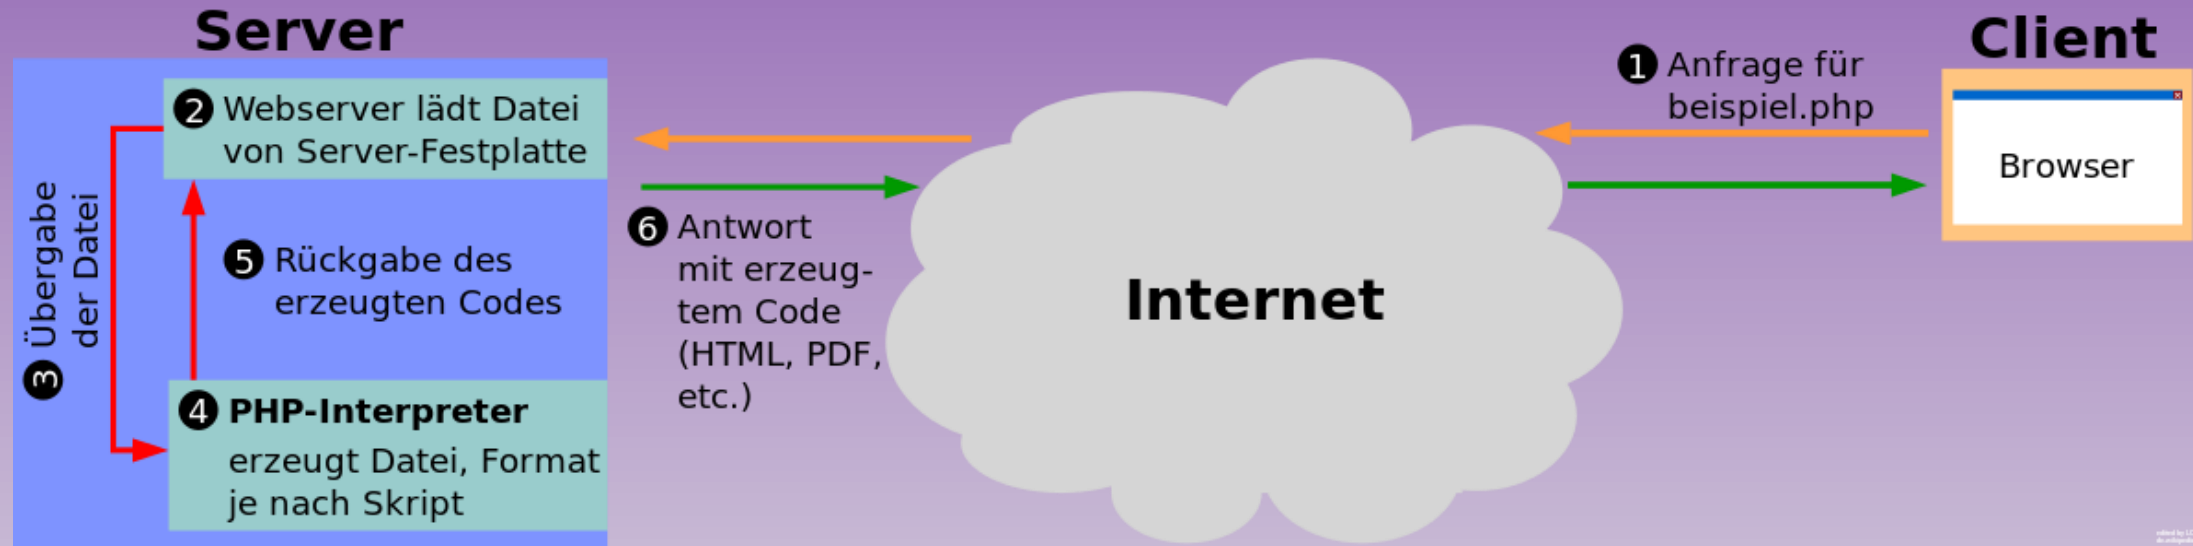 Server
Client
❶ Anfrage für
beispiel.php
Browser
❷ Webserver lädt Datei
von Server-Festplatte
❸ Übergabe
der Datei
❹ PHP-Interpreter
erzeugt Datei, Format
je nach Skript
❺ Rückgabe des
erzeugten Codes
❻ Antwort
mit erzeug-
tem Code
(HTML, PDF,
etc.)
Internet
edited by